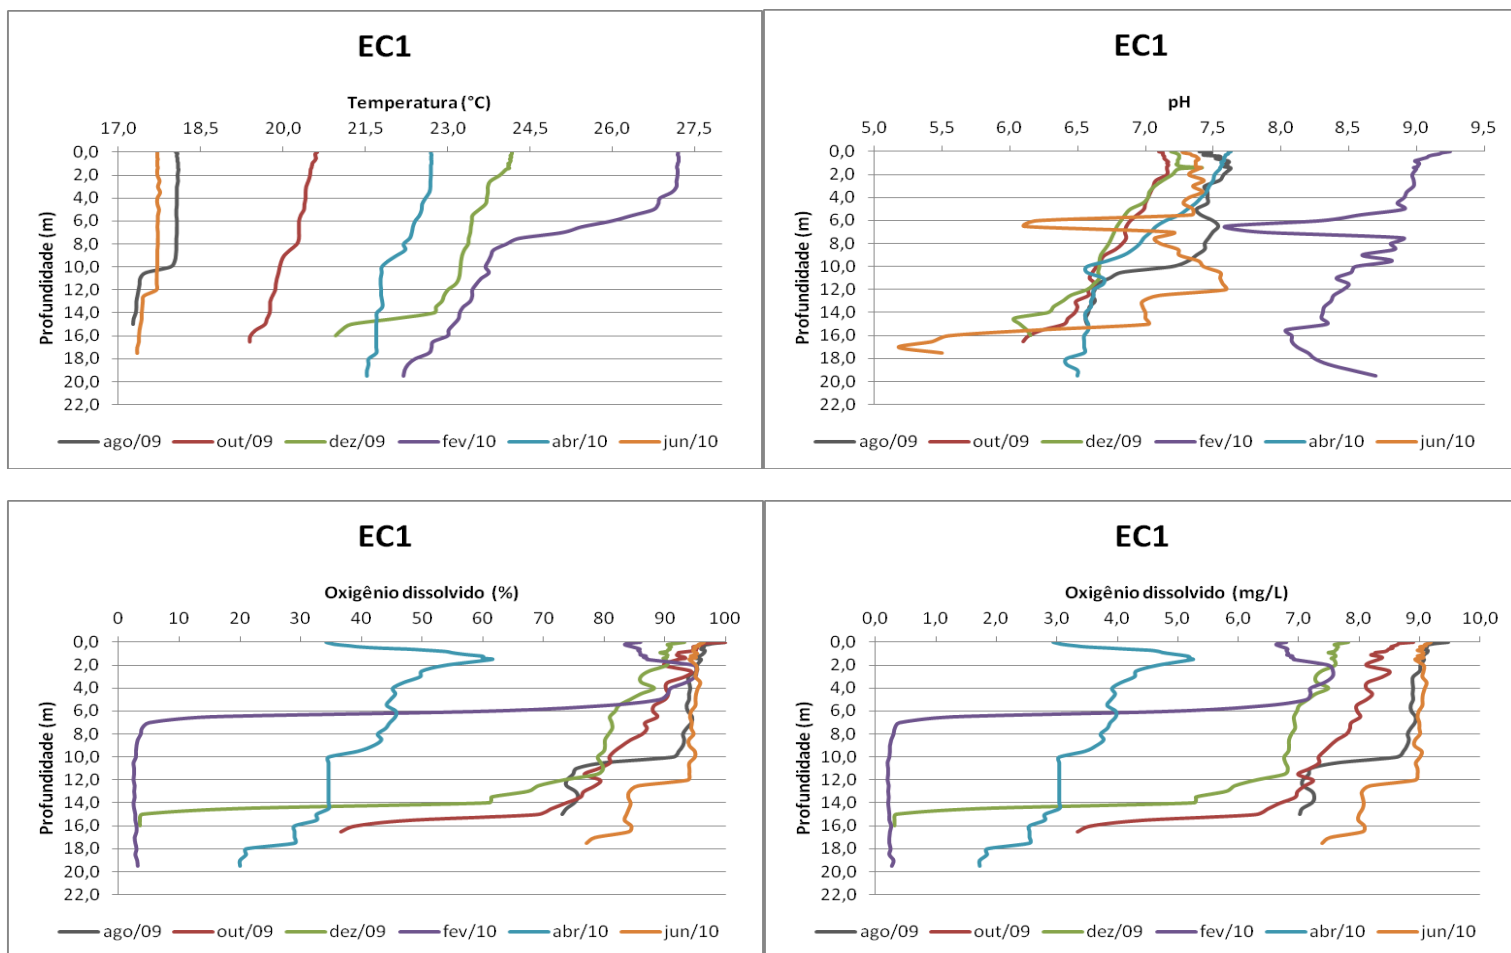 EC1
Temperatura (°C)
17,0 18,5 20,0 21,5 23,0 24,5 26,0 27,5
Profundidade (m)
0,0
2,0
4,0
6,0
8,0
10,0
12,0
14,0
16,0
18,0
20,0
22,0
ago/09 out/09 dez/09 fev/10 abr/10 jun/10
EC1
pH
5,0 5,5 6,0 6,5 7,0 7,5 8,0 8,5 9,0 9,5
Profundidade (m)
0,0
2,0
4,0
6,0
8,0
10,0
12,0
14,0
16,0
18,0
20,0
22,0
ago/09 out/09 dez/09 fev/10 abr/10 jun/10
EC1
Oxigênio dissolvido (%)
0 10 20 30 40 50 60 70 80 90 100
Profundidade (m)
0,0
2,0
4,0
6,0
8,0
10,0
12,0
14,0
16,0
18,0
20,0
22,0
ago/09 out/09 dez/09 fev/10 abr/10 jun/10
EC1
Oxigênio dissolvido (mg/L)
0,0 1,0 2,0 3,0 4,0 5,0 6,0 7,0 8,0 9,0 10,0
Profundidade (m)
0,0
2,0
4,0
6,0
8,0
10,0
12,0
14,0
16,0
18,0
20,0
22,0
ago/09 out/09 dez/09 fev/10 abr/10 jun/10